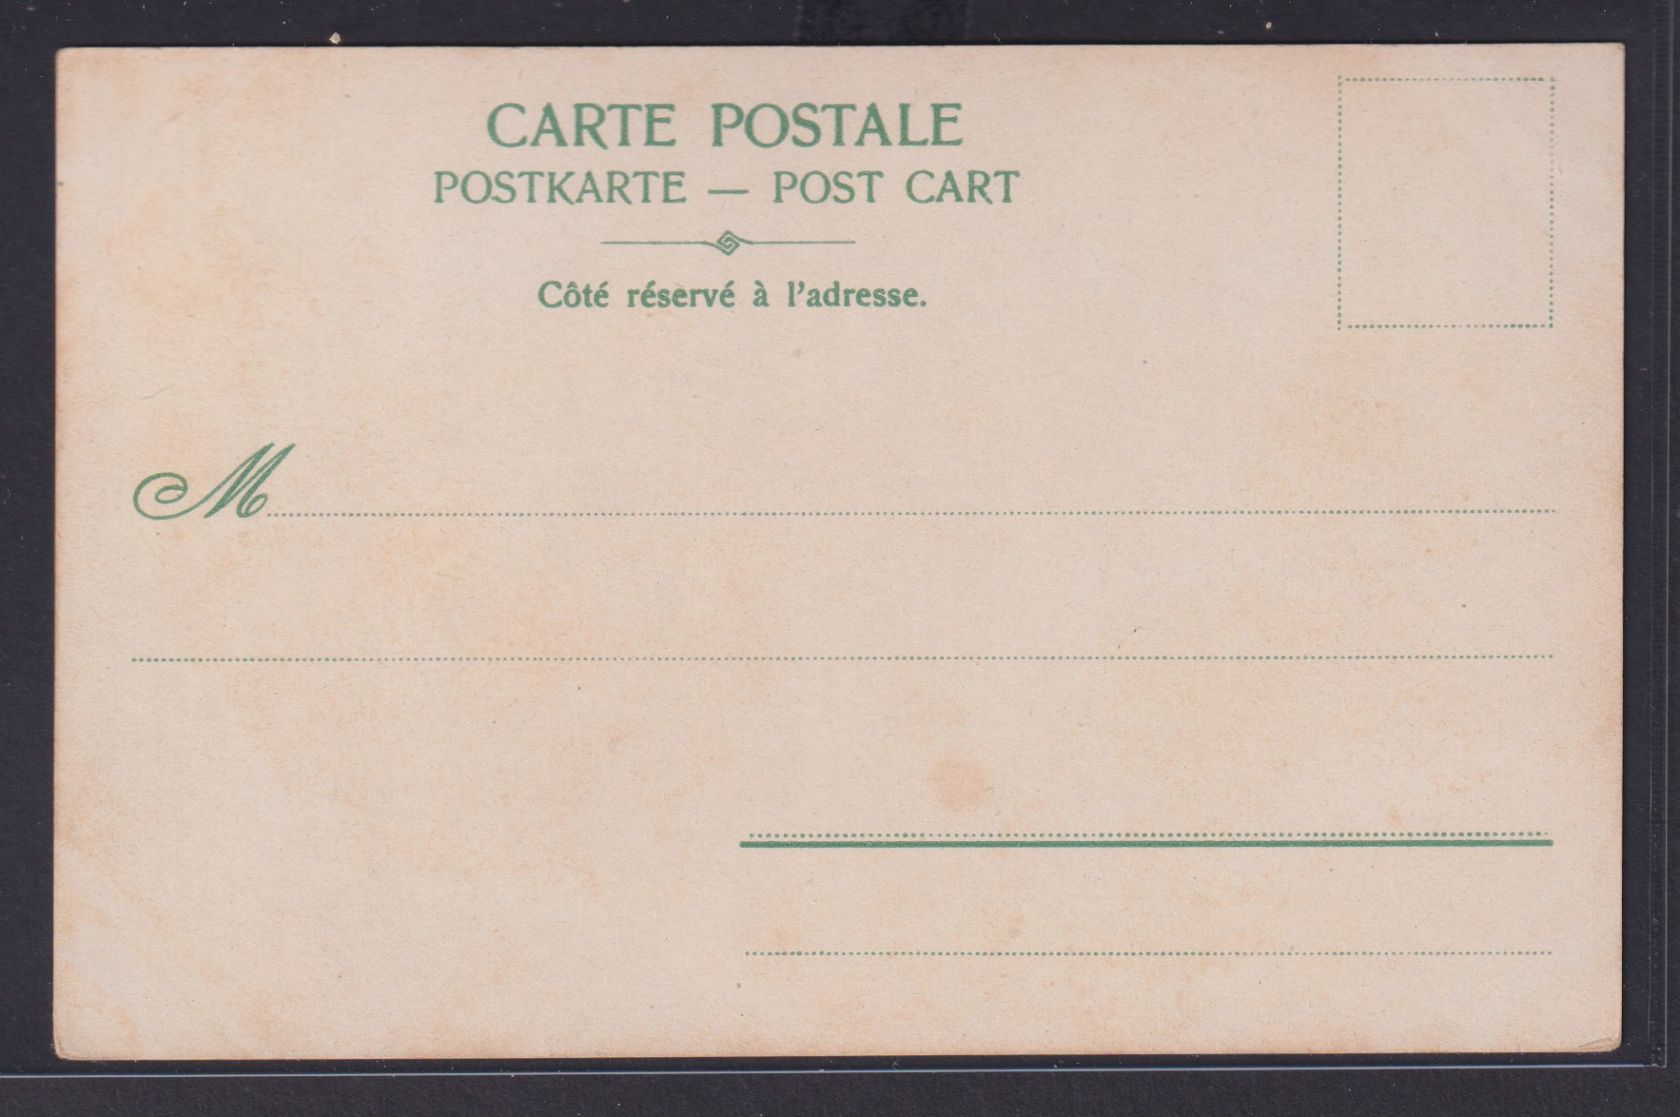 CARTE POSTALE
POSTKARTE — POST CART
Côté réservé à l'adresse.
M